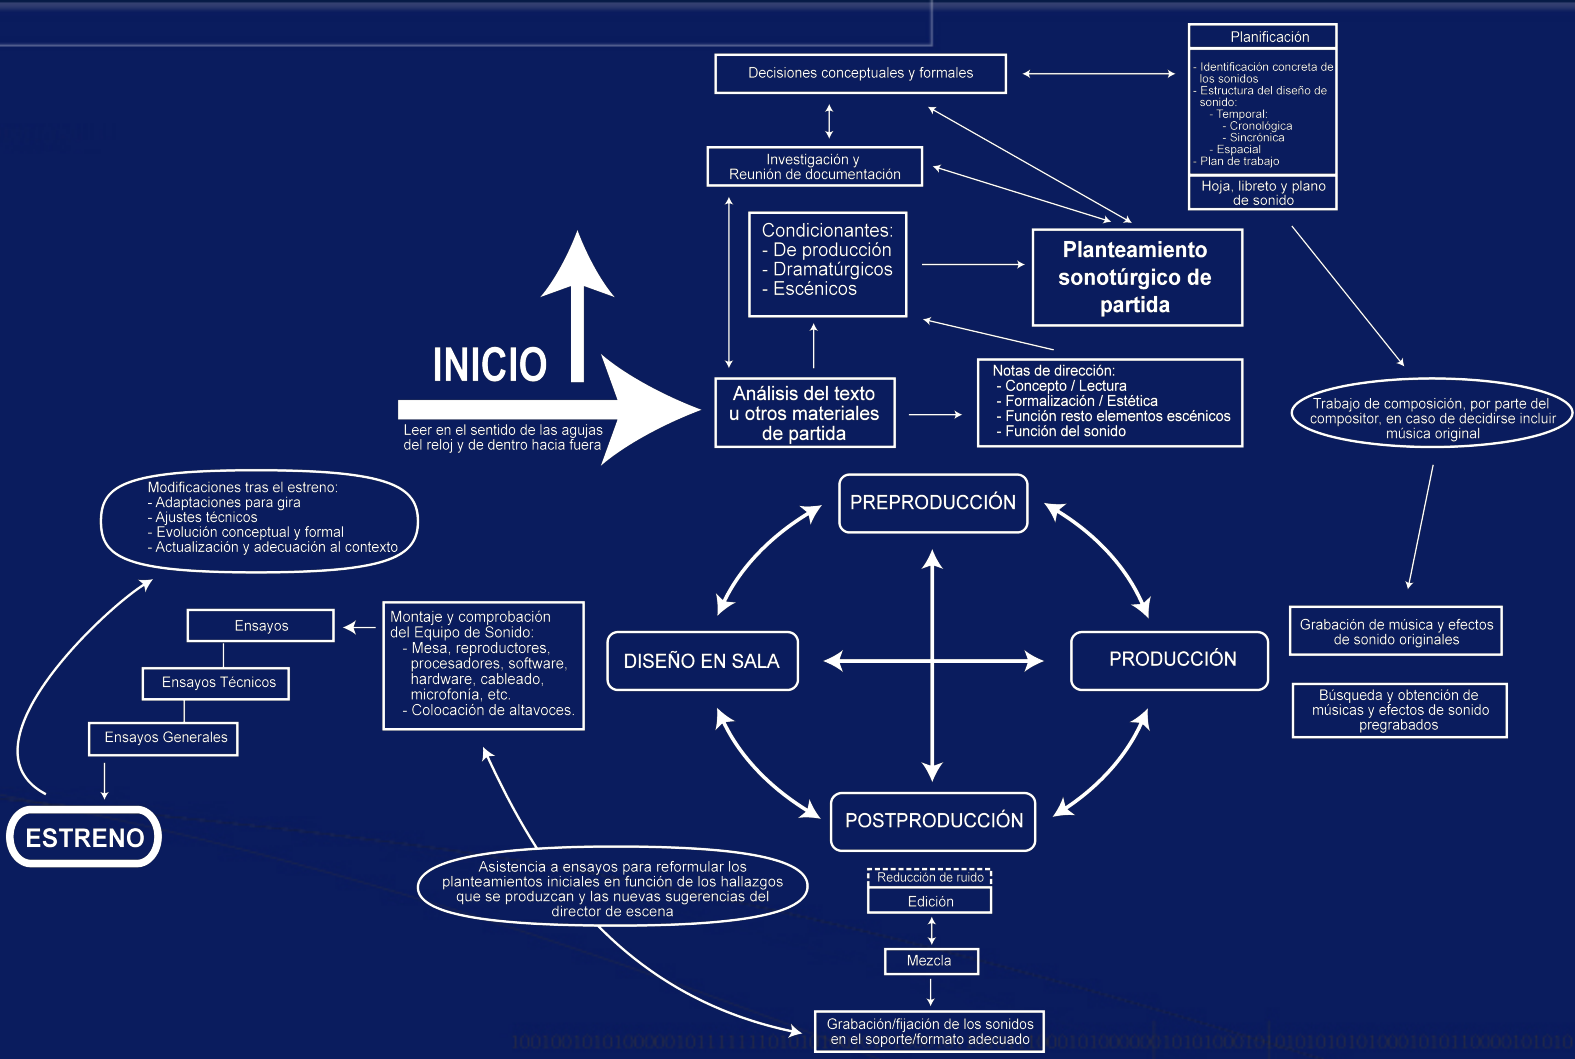 Planificación
- Identificación concreta de
los sonidos
- Estructura del diseño de
sonido:
- Temporal:
- Cronológica
- Sincrónica
- Espacial
- Plan de trabajo
Hoja, libreto y plano
de sonido
Decisiones conceptuales y formales
Investigación y
Reunión de documentación
Condicionantes:
- De producción
- Dramatúrgicos
- Escénicos
Planteamiento
sonotúrgico de
partida
INICIO
Leer en el sentido de las agujas
del reloj y de dentro hacia fuera
Análisis del texto
u otros materiales
de partida
Notas de dirección:
- Concepto / Lectura
- Formalización / Estética
- Función resto elementos escénicos
- Función del sonido
Trabajo de composición, por parte del
compositor, en caso de decidirse incluir
música original
Modificaciones tras el estreno:
- Adaptaciones para gira
- Ajustes técnicos
- Evolución conceptual y formal
- Actualización y adecuación al contexto
PREPRODUCCIÓN
Ensayos
Ensayos Técnicos
Ensayos Generales
Montaje y comprobación
del Equipo de Sonido:
- Mesa, reproductores,
procesadores, software,
hardware, cableado,
microfonía, etc.
- Colocación de altavoces.
DISEÑO EN SALA
PRODUCCIÓN
Grabación de música y efectos
de sonido originales
Búsqueda y obtención de
músicas y efectos de sonido
pregrabados
ESTRENO
POSTPRODUCCIÓN
Asistencia a ensayos para reformular los
planteamientos iniciales en función de los hallazgos
que se produzcan y las nuevas sugerencias del
director de escena
Reducción de ruido
Edición
Mezcla
Grabación/fijación de los sonidos
en el soporte/formato adecuado